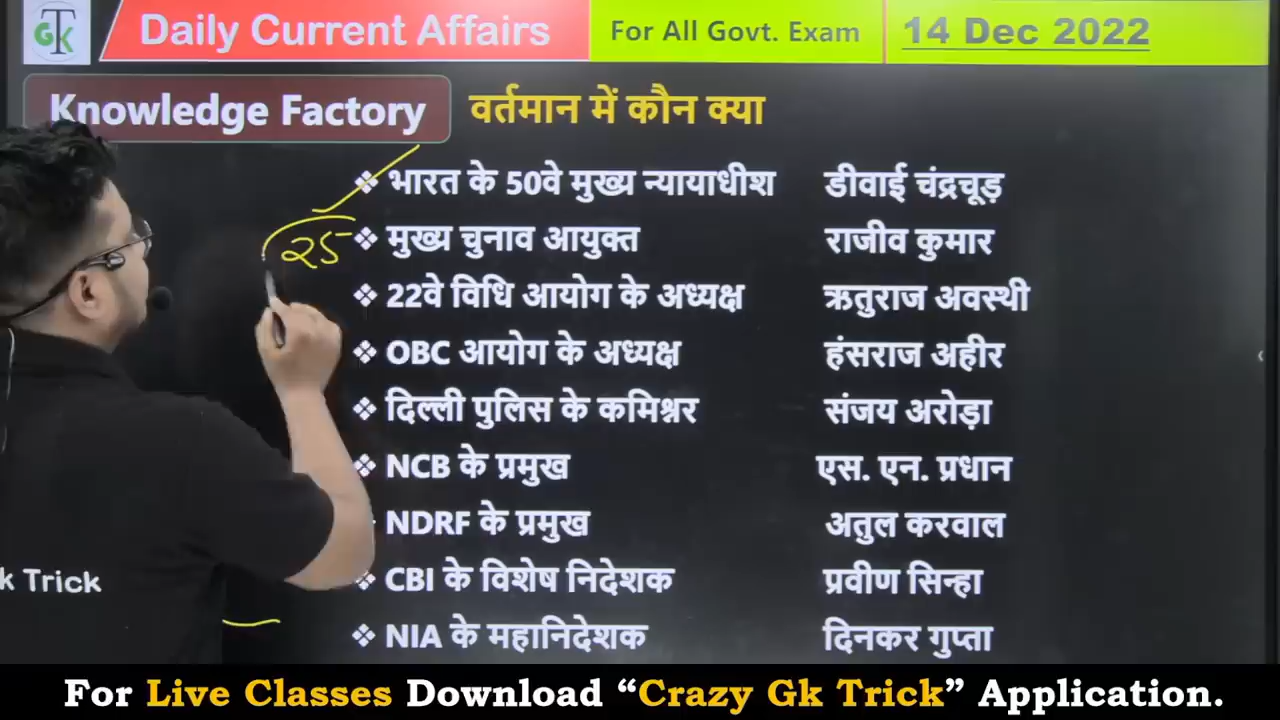 GTK
Daily Current Affairs
For All Govt. Exam
14 Dec 2022
Knowledge Factory
वर्तमान में कौन क्या
❖ भारत के 50वे मुख्य न्यायाधीश डीवाई चंद्रचूड़
25 ❖ मुख्य चुनाव आयुक्त राजीव कुमार
❖ 22वे विधि आयोग के अध्यक्ष ऋतुराज अवस्थी
❖ OBC आयोग के अध्यक्ष हंसराज अहीर
❖ दिल्ली पुलिस के कमिश्नर संजय अरोड़ा
❖ NCB के प्रमुख एस. एन. प्रधान
NDRF के प्रमुख अतुल करवाल
❖ CBI के विशेष निदेशक प्रवीण सिन्हा
k Trick
❖ NIA के महानिदेशक दिनकर गुप्ता
For Live Classes Download “Crazy Gk Trick” Application.